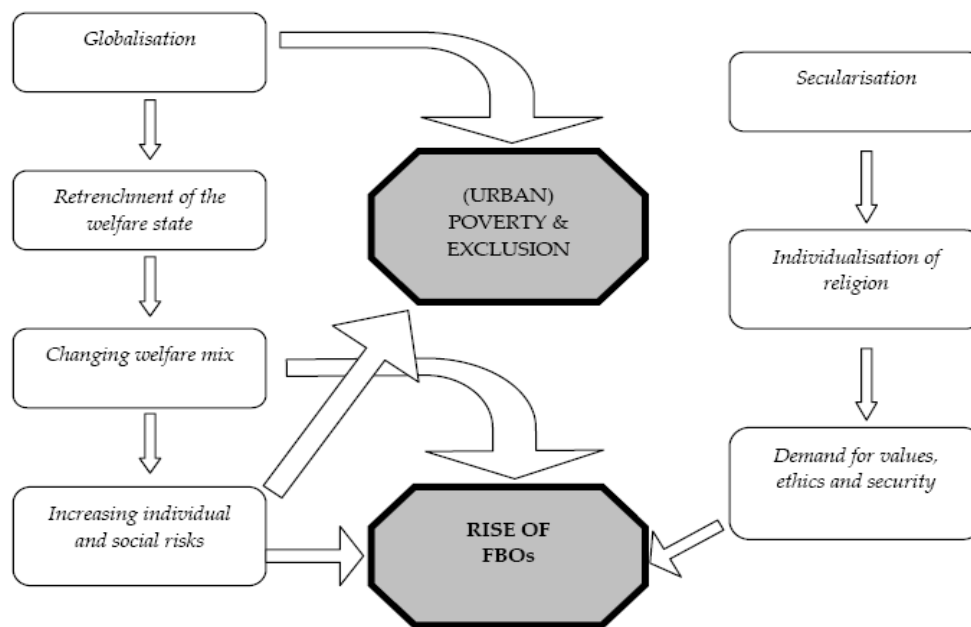 Globalisation
Secularisation
Retrenchment of the
welfare state
(URBAN)
POVERTY &
EXCLUSION
Individualisation of
religion
Changing welfare mix
Demand for values,
ethics and security
Increasing individual
and social risks
RISE OF
FBOs